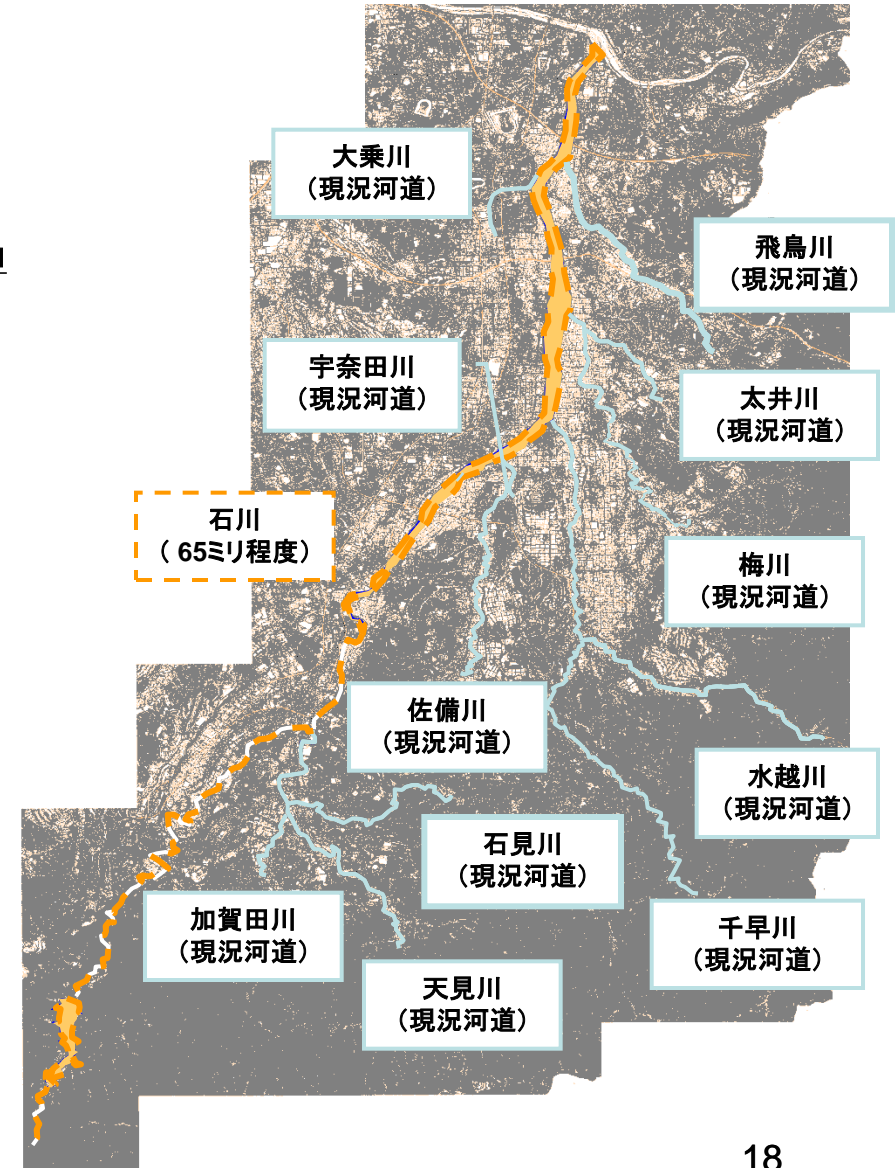 大乗川
（現況河道）
飛鳥川
（現況河道）
宇奈田川
（現況河道）
太井川
（現況河道）
石川
（ 65ミリ程度）
梅川
（現況河道）
佐備川
（現況河道）
水越川
（現況河道）
石見川
（現況河道）
加賀田川
（現況河道）
千早川
（現況河道）
天見川
（現況河道）
18